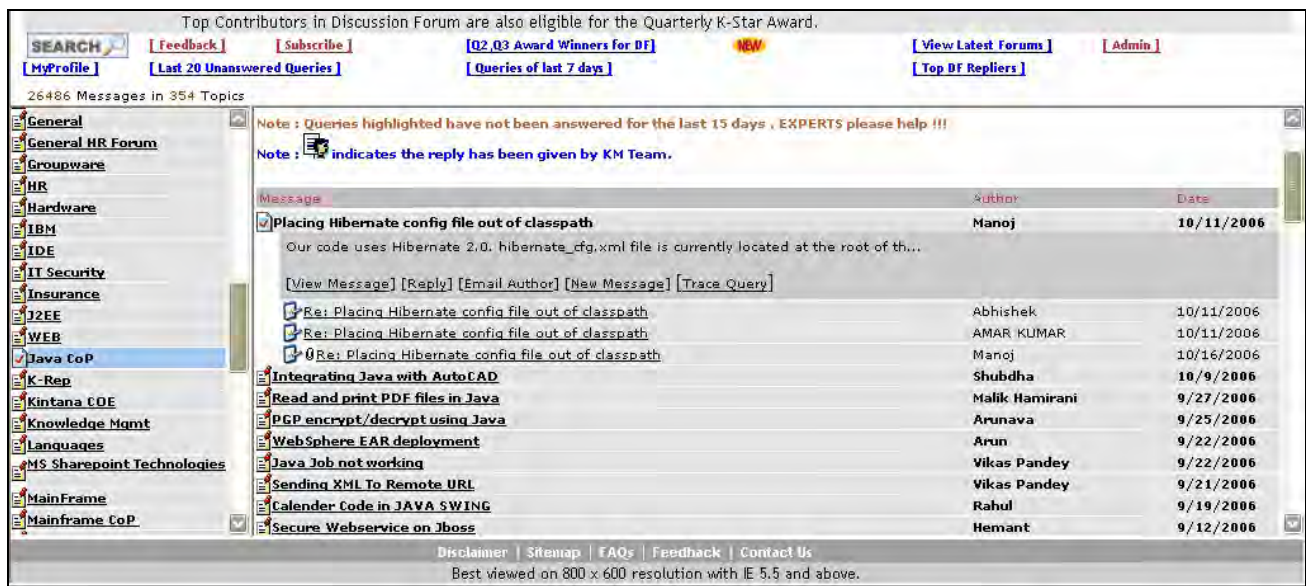 Top Contributors in Discussion Forum are also eligible for the Quarterly K-Star Award.
SEARCH [ Feedback ] [ Subscribe ] [Q2,Q3 Award Winners for DF] NEW [ View Latest Forums ] [ Admin ]
[ MyProfile ] [ Last 20 Unanswered Queries ] [ Queries of last 7 days ] [ Top DF Repliers ]
26486 Messages in 354 Topics
General
General HR Forum
Groupware
HR
Hardware
IBM
IDE
IT Security
Insurance
J2EE
WEB
Java CoP
K-Rep
Kintana COE
Knowledge Mgmt
Languages
MS Sharepoint Technologies
MainFrame
Mainframe CoP
Note : Queries highlighted have not been answered for the last 15 days , EXPERTS please help !!!
Note : indicates the reply has been given by KM Team.
Message Author Date
Placing Hibernate config file out of classpath Manoj 10/11/2006
Our code uses Hibernate 2.0. hibernate_cfg.xml file is currently located at the root of th...
[View Message] [Reply] [Email Author] [New Message] [Trace Query]
Re: Placing Hibernate config file out of classpath Abhishek 10/11/2006
Re: Placing Hibernate config file out of classpath AMAR KUMAR 10/11/2006
Re: Placing Hibernate config file out of classpath Manoj 10/16/2006
Integrating Java with AutoCAD Shubdha 10/9/2006
Read and print PDF files in Java Malik Hamirani 9/27/2006
PGP encrypt/decrypt using Java Arunava 9/25/2006
WebSphere EAR deployment Arun 9/22/2006
Java Job not working Vikas Pandey 9/22/2006
Sending XML To Remote URL Vikas Pandey 9/21/2006
Calender Code in JAVA SWING Rahul 9/19/2006
Secure Webservice on Jboss Hemant 9/12/2006
Disclaimer | Sitemap | FAQs | Feedback | Contact Us
Best viewed on 800 x 600 resolution with IE 5.5 and above.